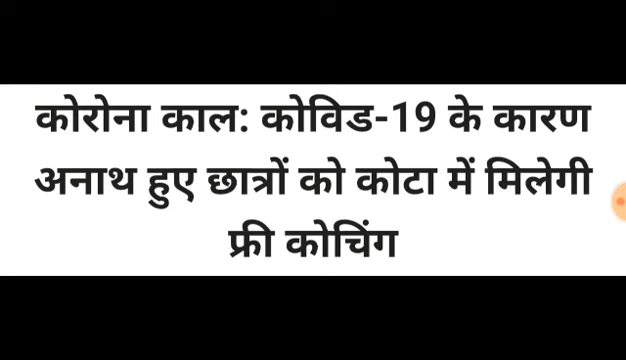 कोरोना काल: कोविड-19 के कारण
अनाथ हुए छात्रों को कोटा में मिलेगी
फ्री कोचिंग